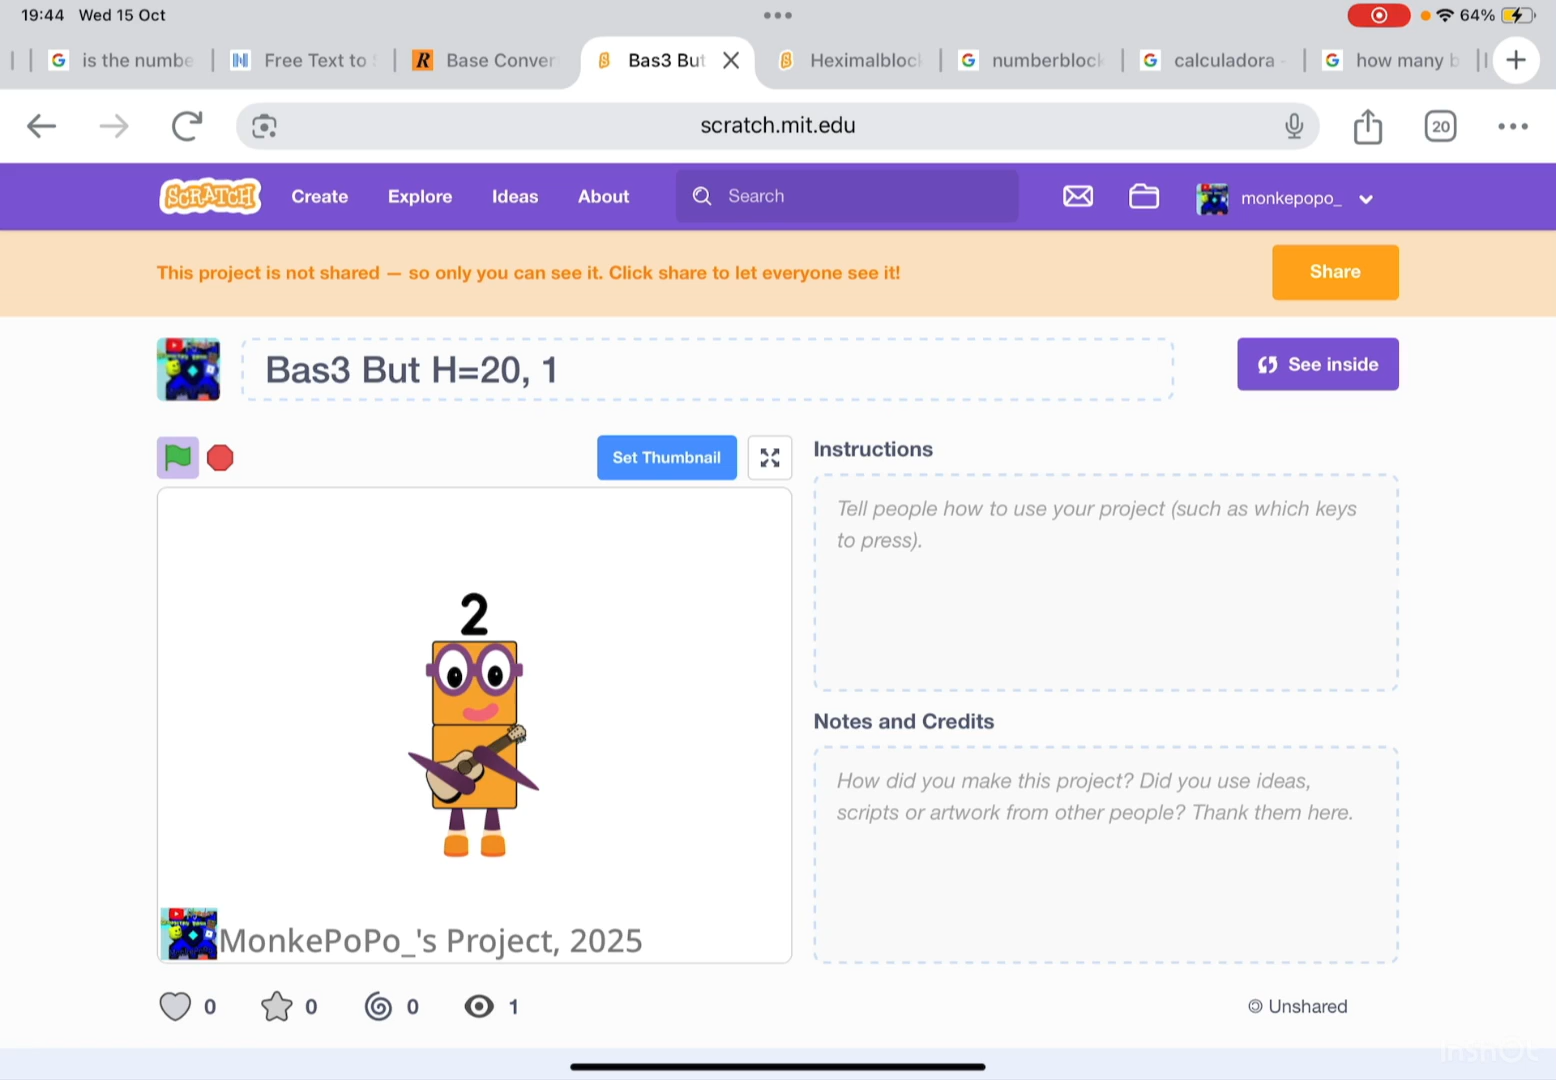 19:44 Wed 15 Oct
64%
is the numbe
Free Text to
Base Conver
Bas3 But
Heximalbloc
numberblock
calculadora
how many b
scratch.mit.edu
20
SCRATCH
Create
Explore
Ideas
About
Search
monkepopo_
This project is not shared — so only you can see it. Click share to let everyone see it!
Share
Bas3 But H=20, 1
See inside
Set Thumbnail
Instructions
Tell people how to use your project (such as which keys
to press).
2
Notes and Credits
How did you make this project? Did you use ideas,
scripts or artwork from other people? Thank them here.
MonkePoPo_'s Project, 2025
0
0
0
1
Unshared
InShOt